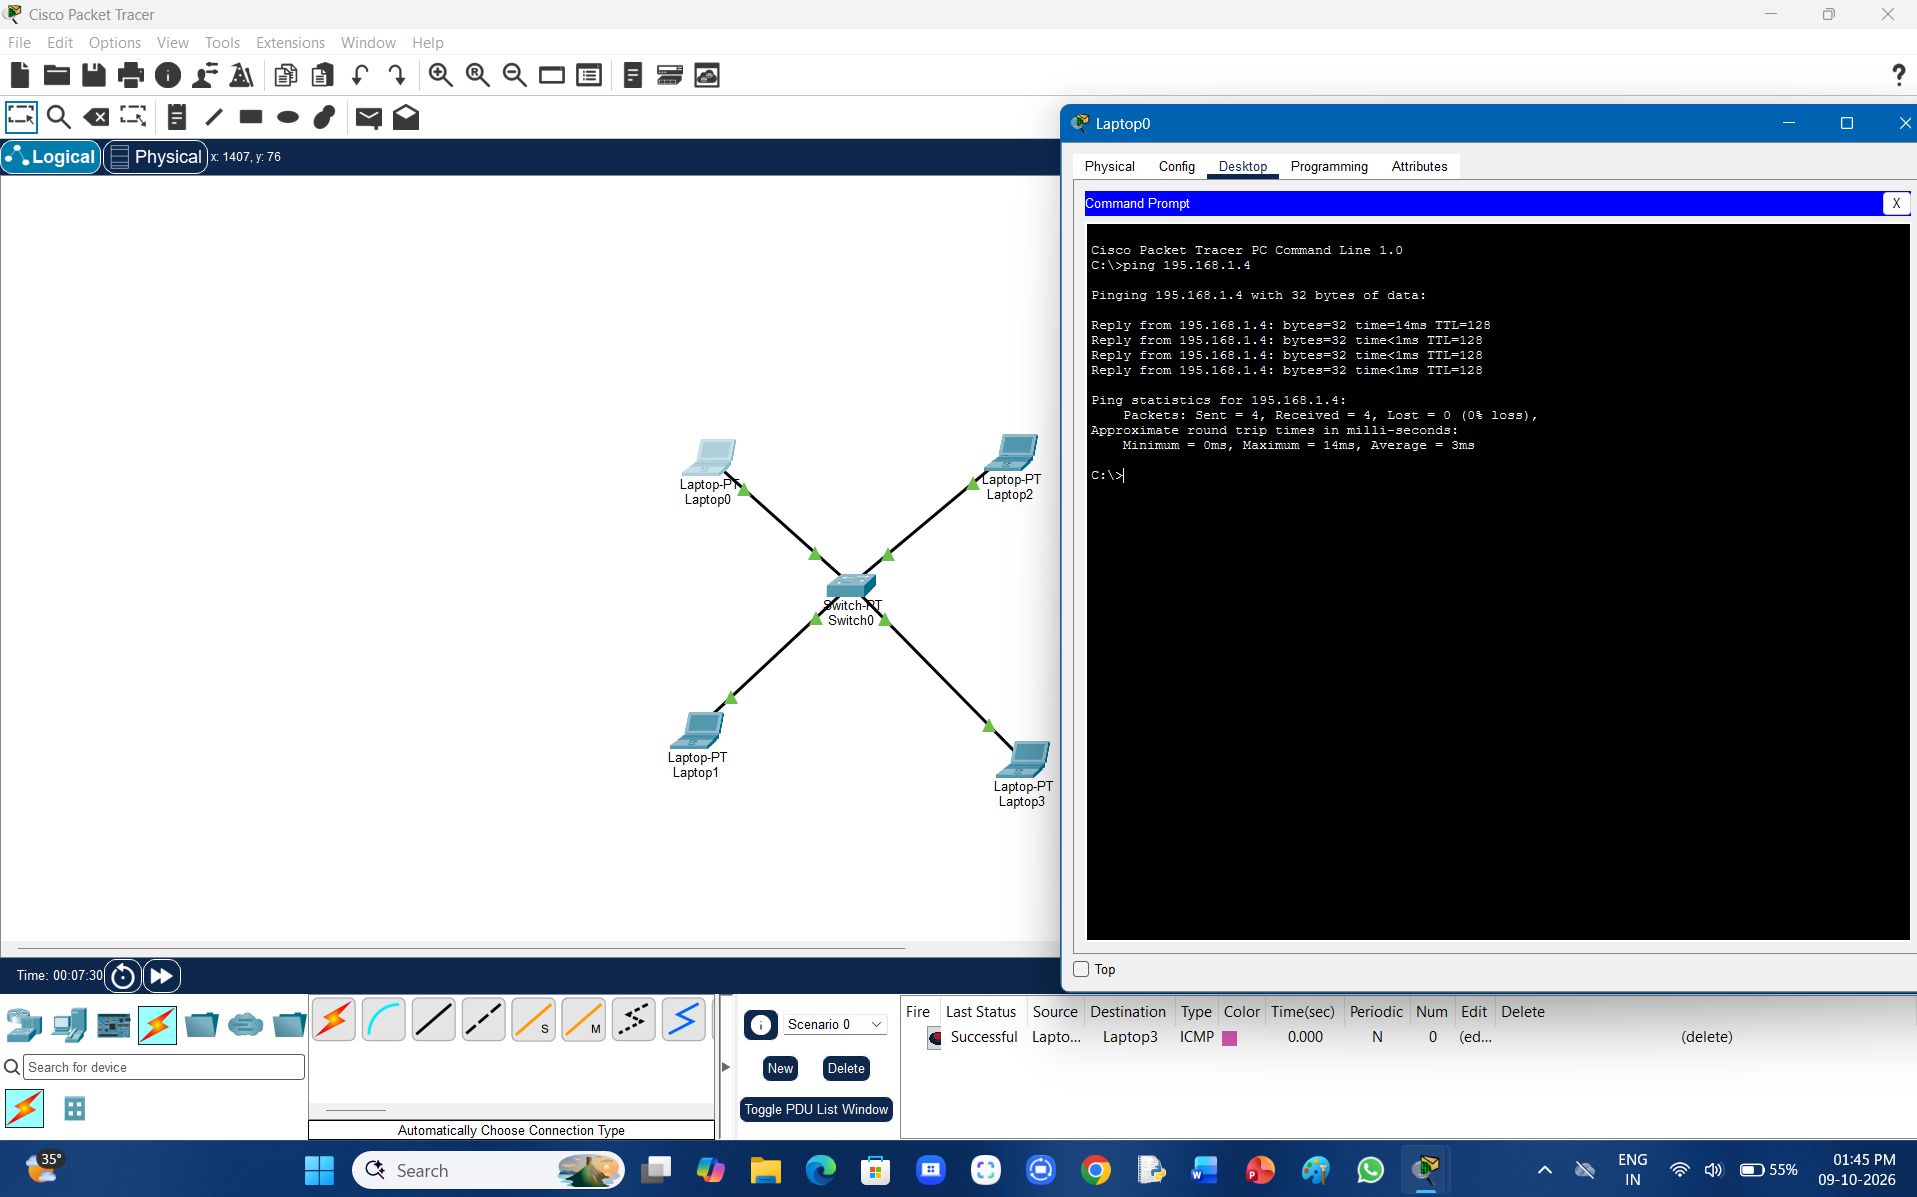 Cisco Packet Tracer
File Edit Options View Tools Extensions Window Help
Logical Physical x: 1407, y: 76
Laptop-PT
Laptop0
Laptop-PT
Laptop2
Switch-PT
Switch0
Laptop-PT
Laptop1
Laptop-PT
Laptop3
Laptop0
Physical Config Desktop Programming Attributes
Command Prompt X
Cisco Packet Tracer PC Command Line 1.0
C:\>ping 195.168.1.4
Pinging 195.168.1.4 with 32 bytes of data:
Reply from 195.168.1.4: bytes=32 time=14ms TTL=128
Reply from 195.168.1.4: bytes=32 time<1ms TTL=128
Reply from 195.168.1.4: bytes=32 time<1ms TTL=128
Reply from 195.168.1.4: bytes=32 time<1ms TTL=128
Ping statistics for 195.168.1.4:
Packets: Sent = 4, Received = 4, Lost = 0 (0% loss),
Approximate round trip times in milli-seconds:
Minimum = 0ms, Maximum = 14ms, Average = 3ms
C:\>
Top
Time: 00:07:30
Search for device
S M
Automatically Choose Connection Type
Scenario 0
New Delete
Toggle PDU List Window
Fire Last Status Source Destination Type Color Time(sec) Periodic Num Edit Delete
Successful Lapto... Laptop3 ICMP 0.000 N 0 (ed... (delete)
35°
Search
ENG
IN
55%
01:45 PM
09-10-2026